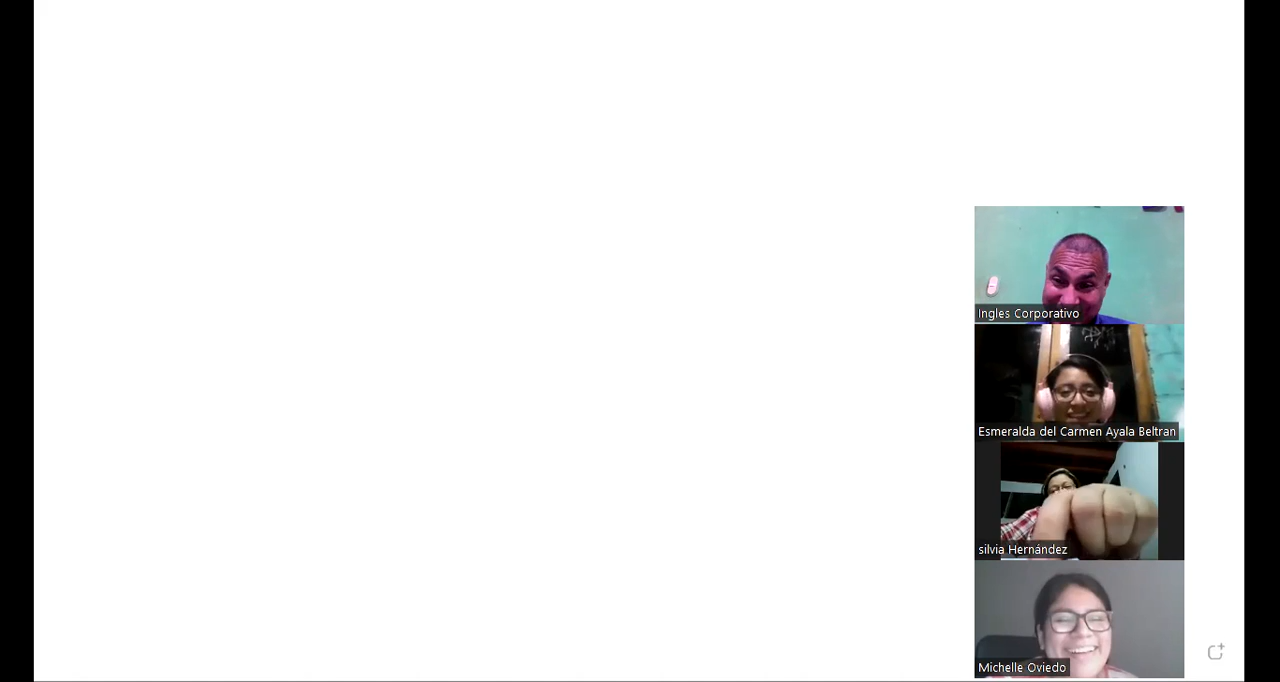 Ingles Corporativo
Esmeralda del Carmen Ayala Beltran
silvia Hernández
Michelle Oviedo